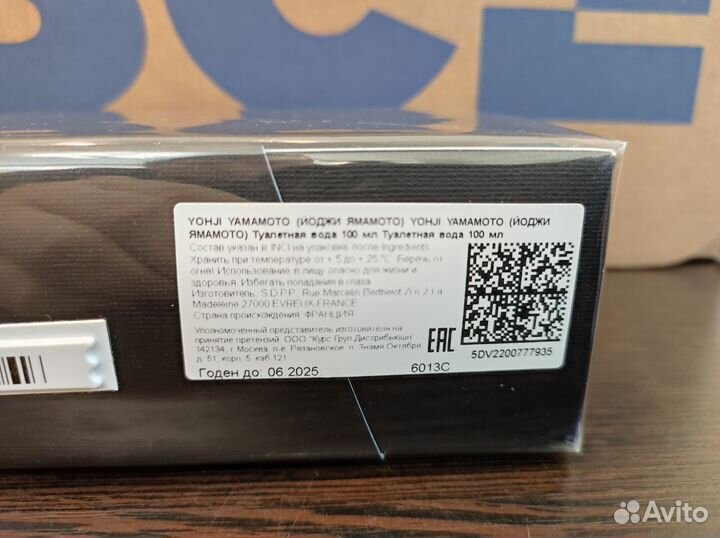 YOHJI YAMAMOTO (ЙОДЖИ ЯМАМОТО) YOHJI YAMAMOTO (ЙОДЖИ
ЯМАМОТО) Туалетная вода 100 мл Туалетная вода 100 мл
Состав указан в INCI на упаковке после Ingredients.
Хранить при температуре от + 5 до + 25 °C. Беречь от
огня! Использование в пищу опасно для жизни и
здоровья. Избегать попадания в глаза.
Изготовитель: S.D.P.P., Rue Marcelin Berthelot Zi n 2 La
Madeleine 27000 EVREUX FRANCE
Страна происхождения: ФРАНЦИЯ
Уполномоченный представитель изготовителя на
принятие претензий: ООО "Курс Груп Дистрибьюшн"
142134, г Москва, п-е. Рязановское, п. Знамя Октября,
д. 51, корп. 5, каб.121
Годен до: 06.2025
6013C
EAC
5DV2200777935
Avito